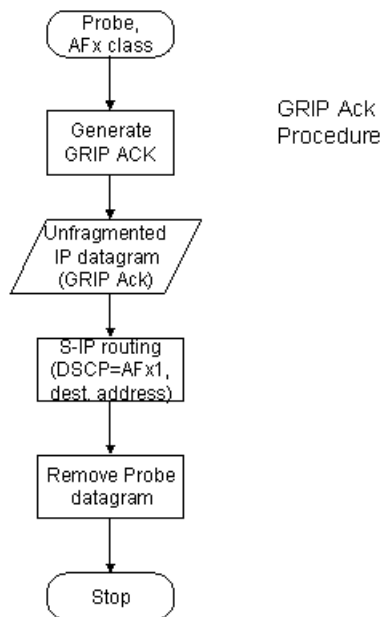 Probe,
AFx class
GRIP Ack
Procedure
Generate
GRIP ACK
Unfragmented
IP datagram
(GRIP Ack)
S-IP routing
(DSCP=AFx1,
dest. address)
Remove Probe
datagram
Stop